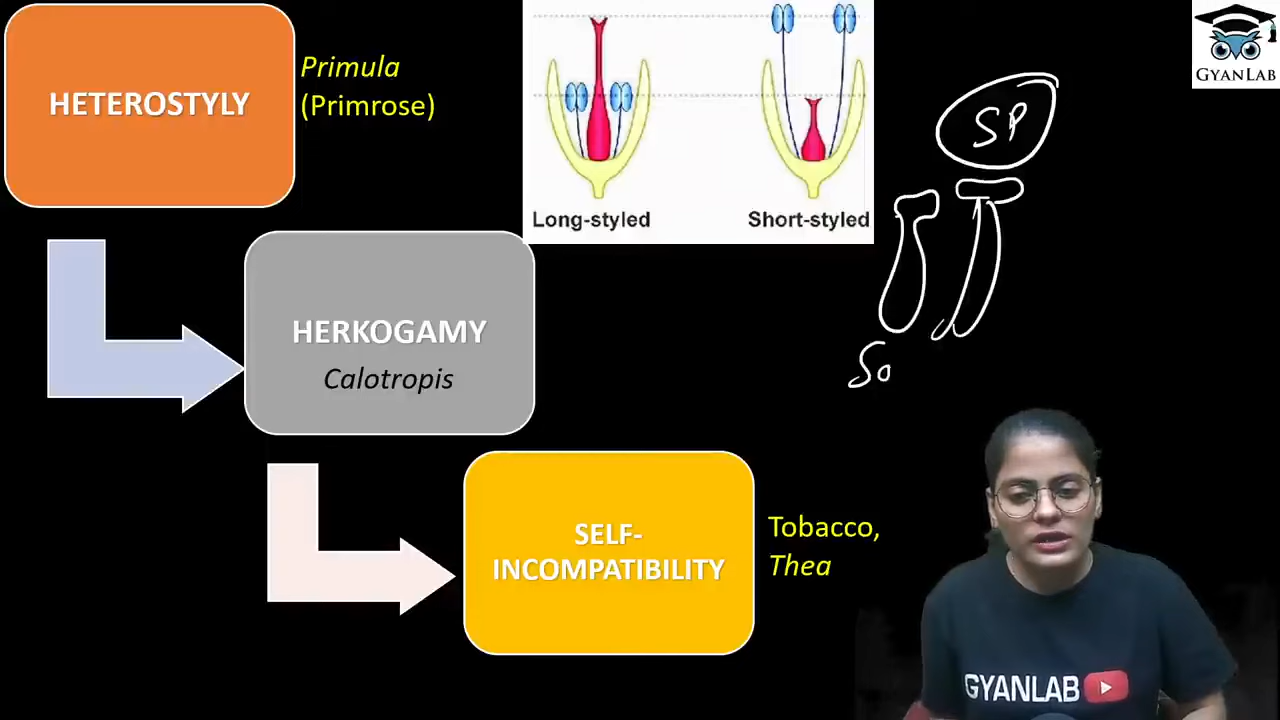 HETEROSTYLY
Primula
(Primrose)
Long-styled
Short-styled
SP
So
GYANLAB
HERKOGAMY
Calotropis
SELF-
INCOMPATIBILITY
Tobacco,
Thea
GYANLAB